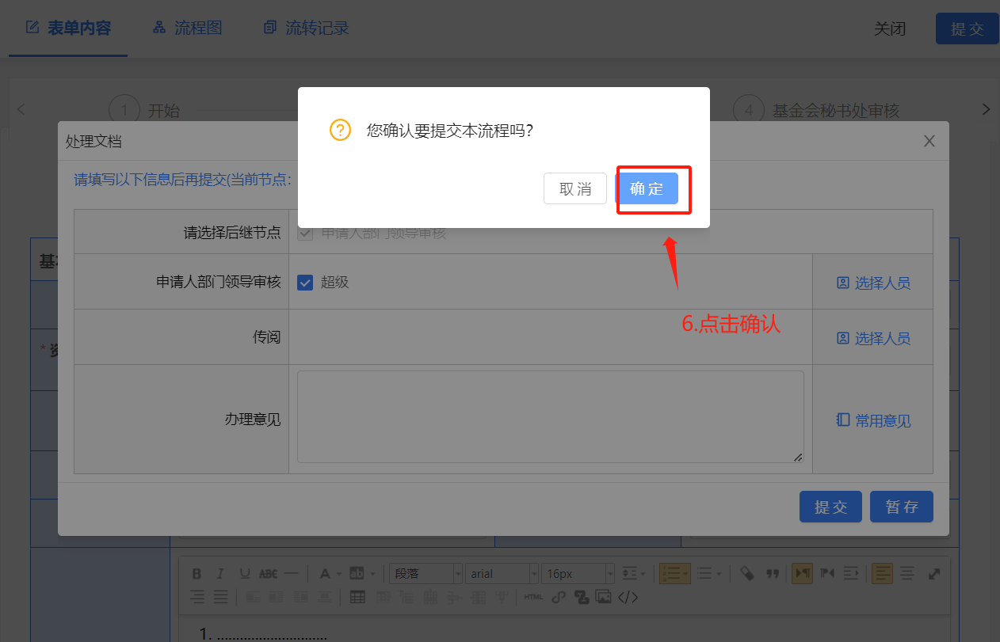 表单内容 流程图 流转记录 关闭 提 交
1 开始 4 基金会秘书处审核
处理文档
您确认要提交本流程吗?
请填写以下信息后再提交(当前节点:
取 消 确 定
请选择后继节点 申请人部门领导审核
申请人部门领导审核 超级 选择人员
6.点击确认
传阅 选择人员
办理意见 常用意见
提 交 暂 存
B I U ABC A ab 段落 arial 16px
HTML
1. ............................